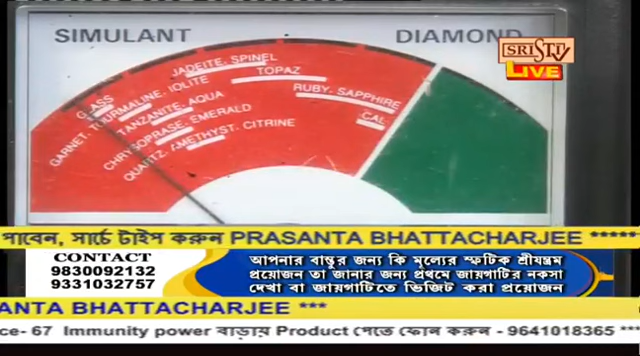 SIMULANT DIAMOND
SRISTI TV
LIVE
JADEITE, SPINEL
TOPAZ
RUBY, SAPPHIRE
CAL
GLASS
GARNET, TOURMALINE, IOLITE
TANZANITE, AQUA
CHRYSOPRASE, EMERALD
QUARTZ, AMETHYST, CITRINE
পাবেন, সার্চে টাইপ করুন PRASANTA BHATTACHARJEE *****
CONTACT
9830092132
9331032757
আপনার বাস্তুর জন্য কি মূল্যের স্ফটিক শ্রীযন্ত্রম
প্রয়োজন তা জানার জন্য প্রথমে জায়গাটির নকসা
দেখা বা জায়গাটিতে ভিজিট করা প্রয়োজন
ANTA BHATTACHARJEE ***
ce- 67 Immunity power বাড়ায় Product পেতে ফোন করুন - 9641018365 ***